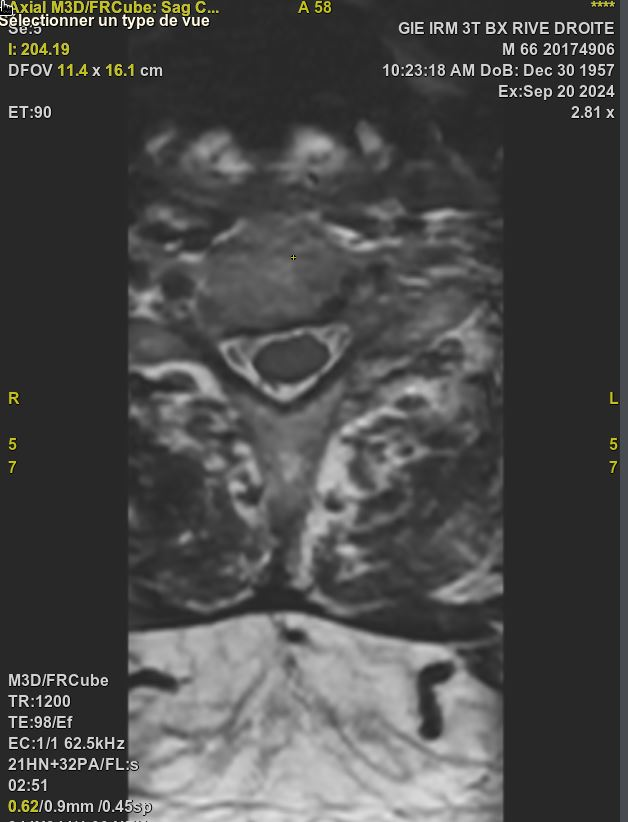 Axial M3D/FRCube: Sag C...
A 58
****
Sélectionner un type de vue
Se:5
GIE IRM 3T BX RIVE DROITE
I: 204.19
M 66 20174906
DFOV 11.4 x 16.1 cm
10:23:18 AM DoB: Dec 30 1957
Ex:Sep 20 2024
ET:90
2.81 x
R
L
5
5
7
7
M3D/FRCube
TR:1200
TE:98/Ef
EC:1/1 62.5kHz
21HN+32PA/FL:s
02:51
0.62/0.9mm /0.45sp